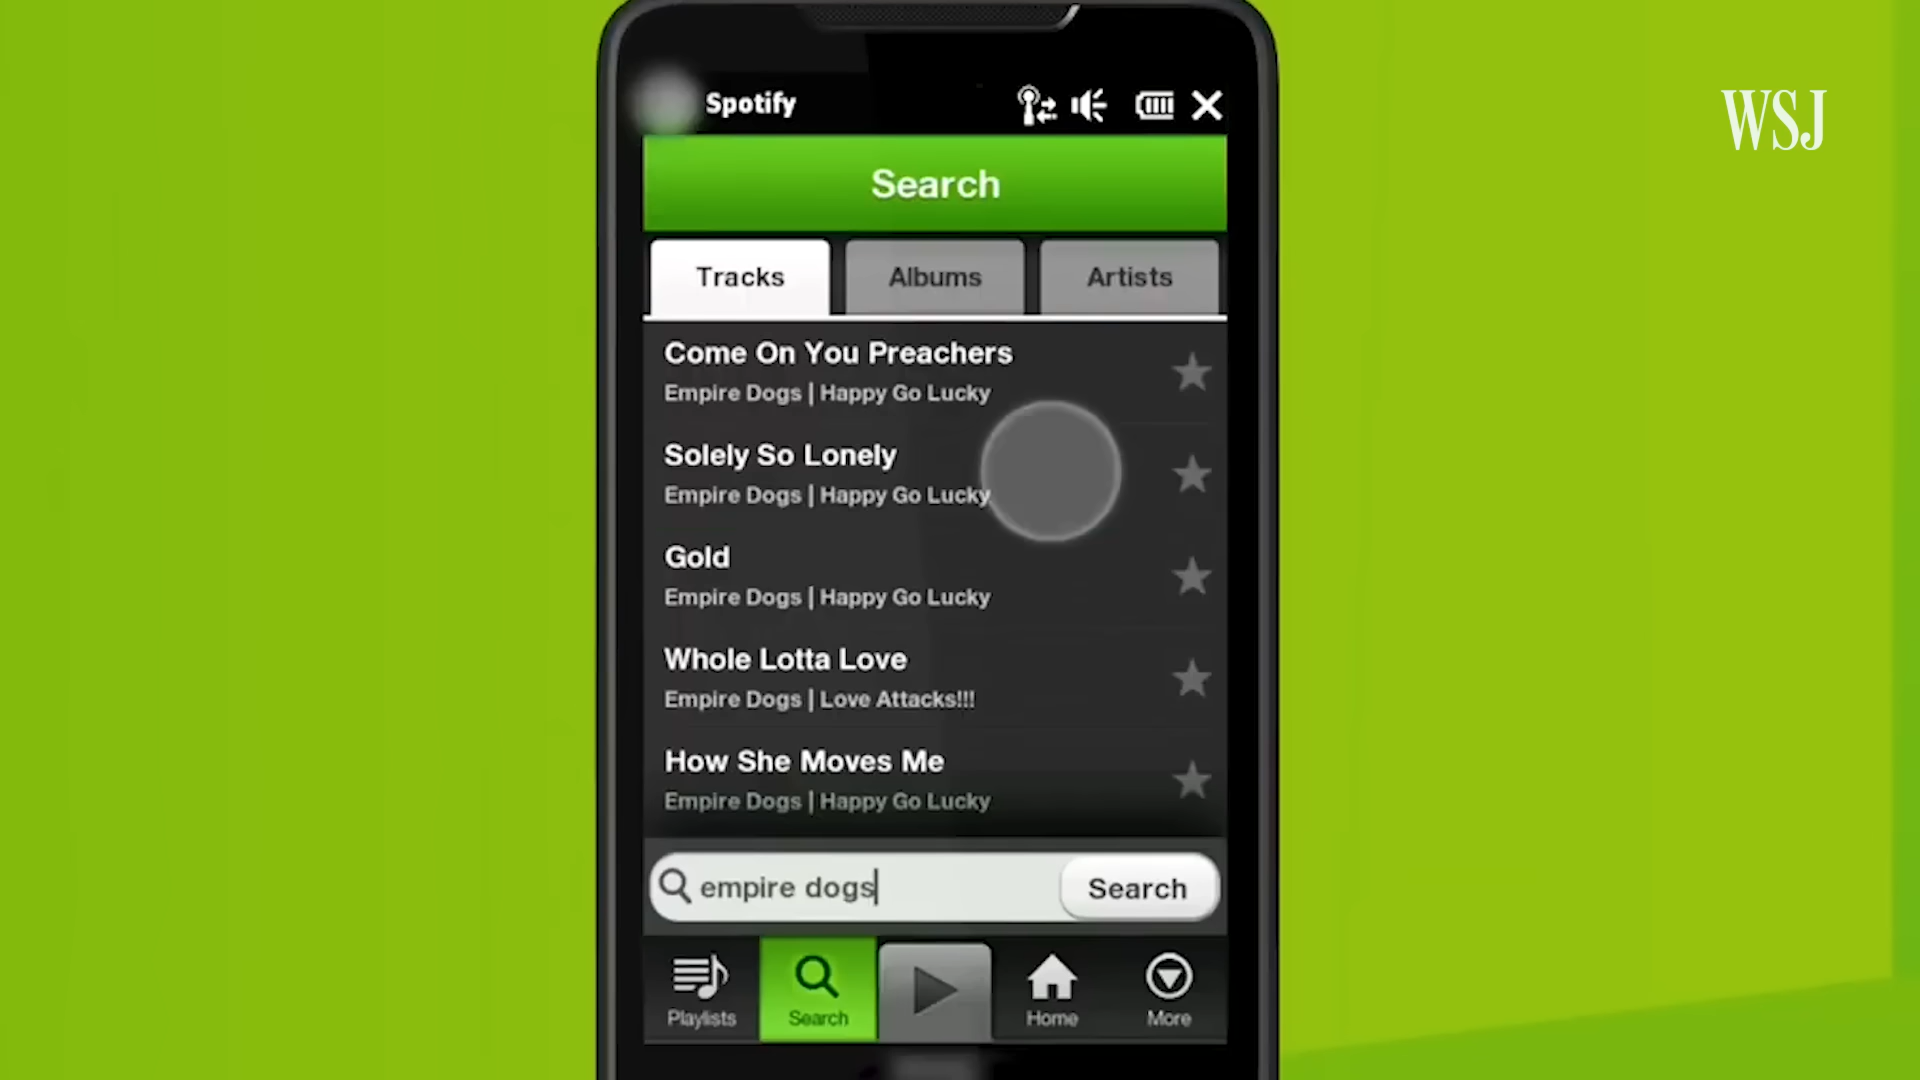 Spotify
WSJ
Search
Tracks
Albums
Artists
Come On You Preachers
Empire Dogs | Happy Go Lucky
Solely So Lonely
Empire Dogs | Happy Go Lucky
Gold
Empire Dogs | Happy Go Lucky
Whole Lotta Love
Empire Dogs | Love Attacks!!!
How She Moves Me
Empire Dogs | Happy Go Lucky
empire dogs
Search
Playlists
Search
Home
More